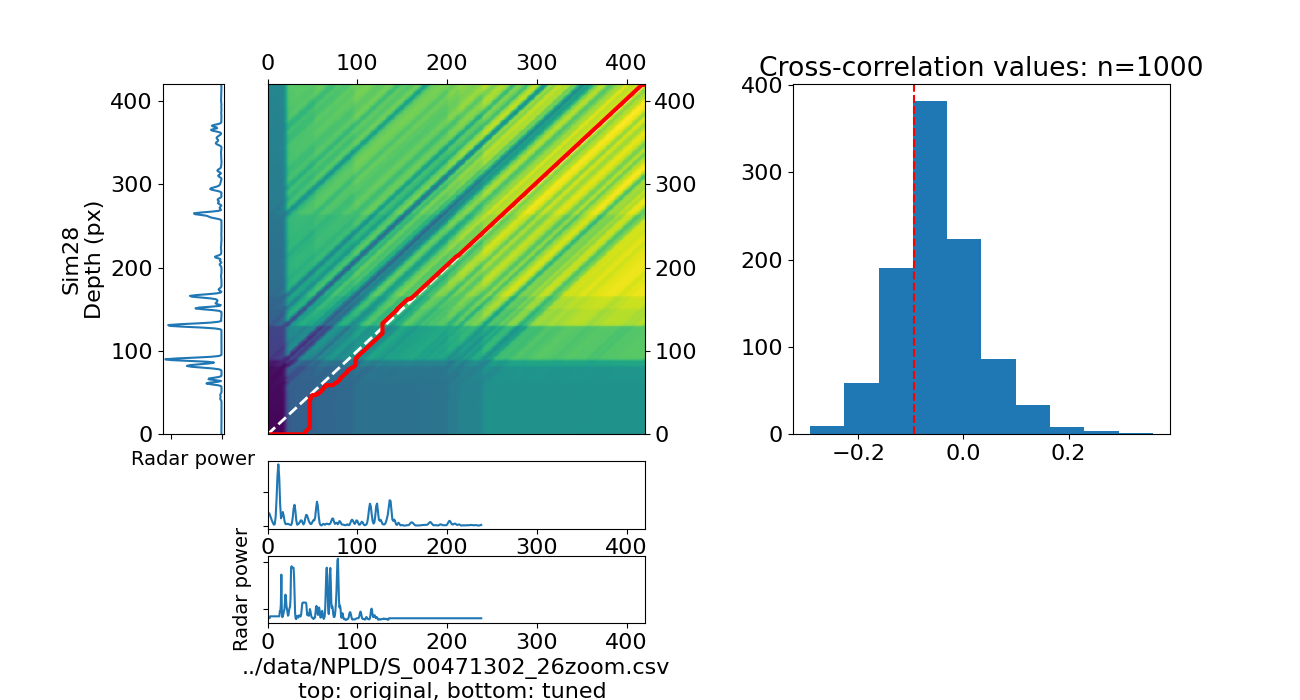 Cross-correlation values: n=1000
0 100 200 300 400
400 300 200 100 0
Sim28
Depth (px)
Radar power
400 300 200 100 0
400 300 200 100 0
−0.2 0.0 0.2
0 100 200 300 400
Radar power
0 100 200 300 400
../data/NPLD/S_00471302_26zoom.csv
top: original, bottom: tuned